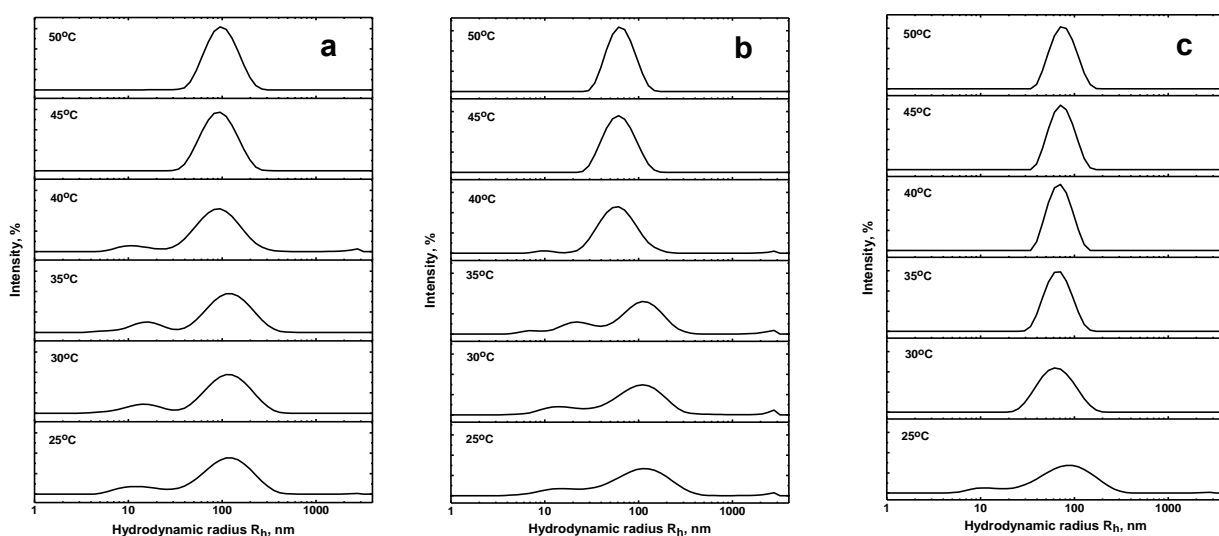 a
50°C
45°C
40°C
35°C
30°C
25°C
Intensity, %
1 10 100 1000
Hydrodynamic radius Rₕ, nm
b
50°C
45°C
40°C
35°C
30°C
25°C
Intensity, %
1 10 100 1000
Hydrodynamic radius Rₕ, nm
c
50°C
45°C
40°C
35°C
30°C
25°C
Intensity, %
1 10 100 1000
Hydrodynamic radius Rₕ, nm